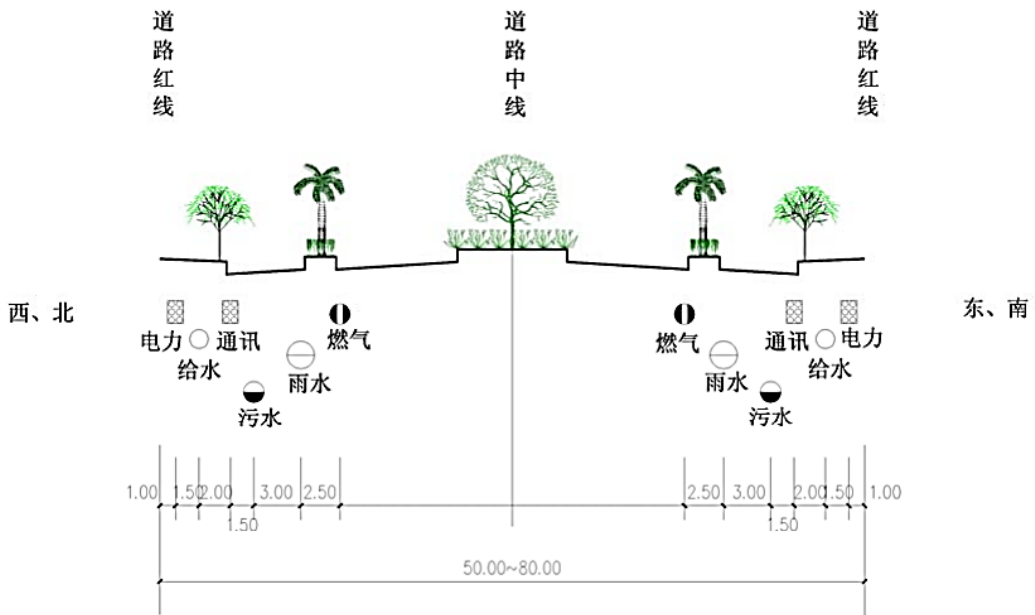 道路红线
道路中线
道路红线
西、北
东、南
电力
给水
通讯
污水
雨水
燃气
燃气
雨水
污水
通讯
给水
电力
1.00
1.50
2.00
1.50
3.00
2.50
2.50
3.00
1.50
2.00
1.50
1.00
50.00~80.00